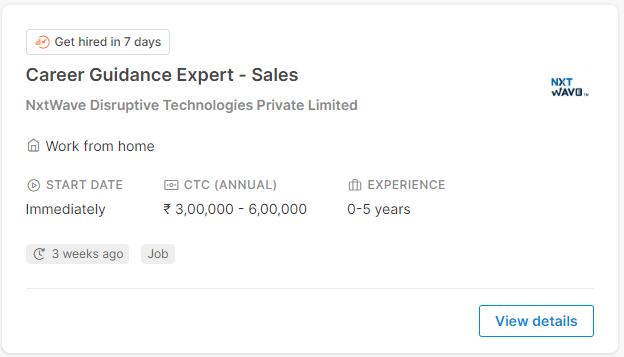 Get hired in 7 days
Career Guidance Expert - Sales
NxtWave Disruptive Technologies Private Limited
NXT
WAVE TM
Work from home
START DATE CTC (ANNUAL) EXPERIENCE
Immediately ₹ 3,00,000 - 6,00,000 0-5 years
3 weeks ago Job
View details